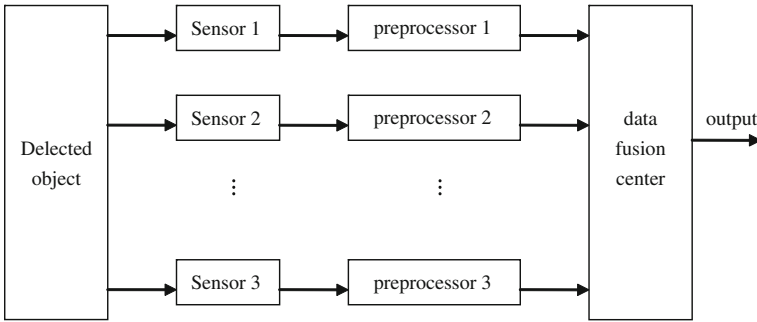 Delected
object
Sensor 1
preprocessor 1
Sensor 2
preprocessor 2
⋮
⋮
Sensor 3
preprocessor 3
data
fusion
center
output